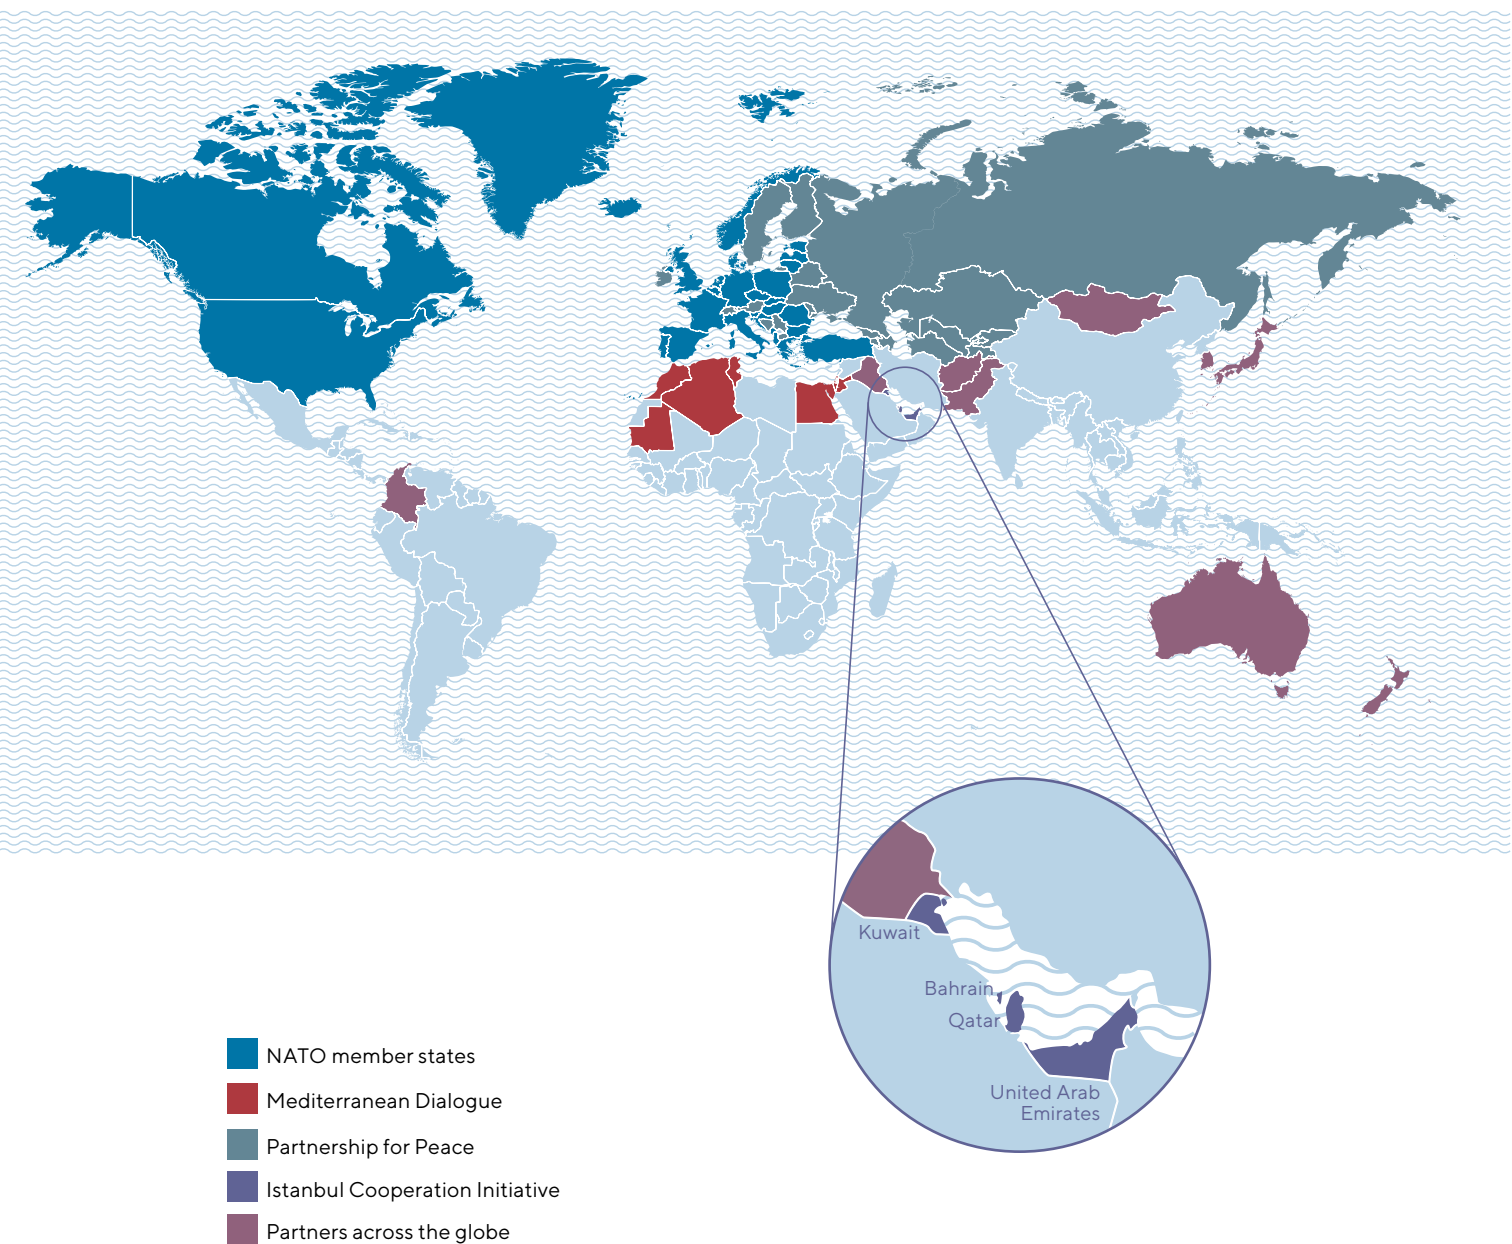 Kuwait
Bahrain
Qatar
United Arab
Emirates
NATO member states
Mediterranean Dialogue
Partnership for Peace
Istanbul Cooperation Initiative
Partners across the globe